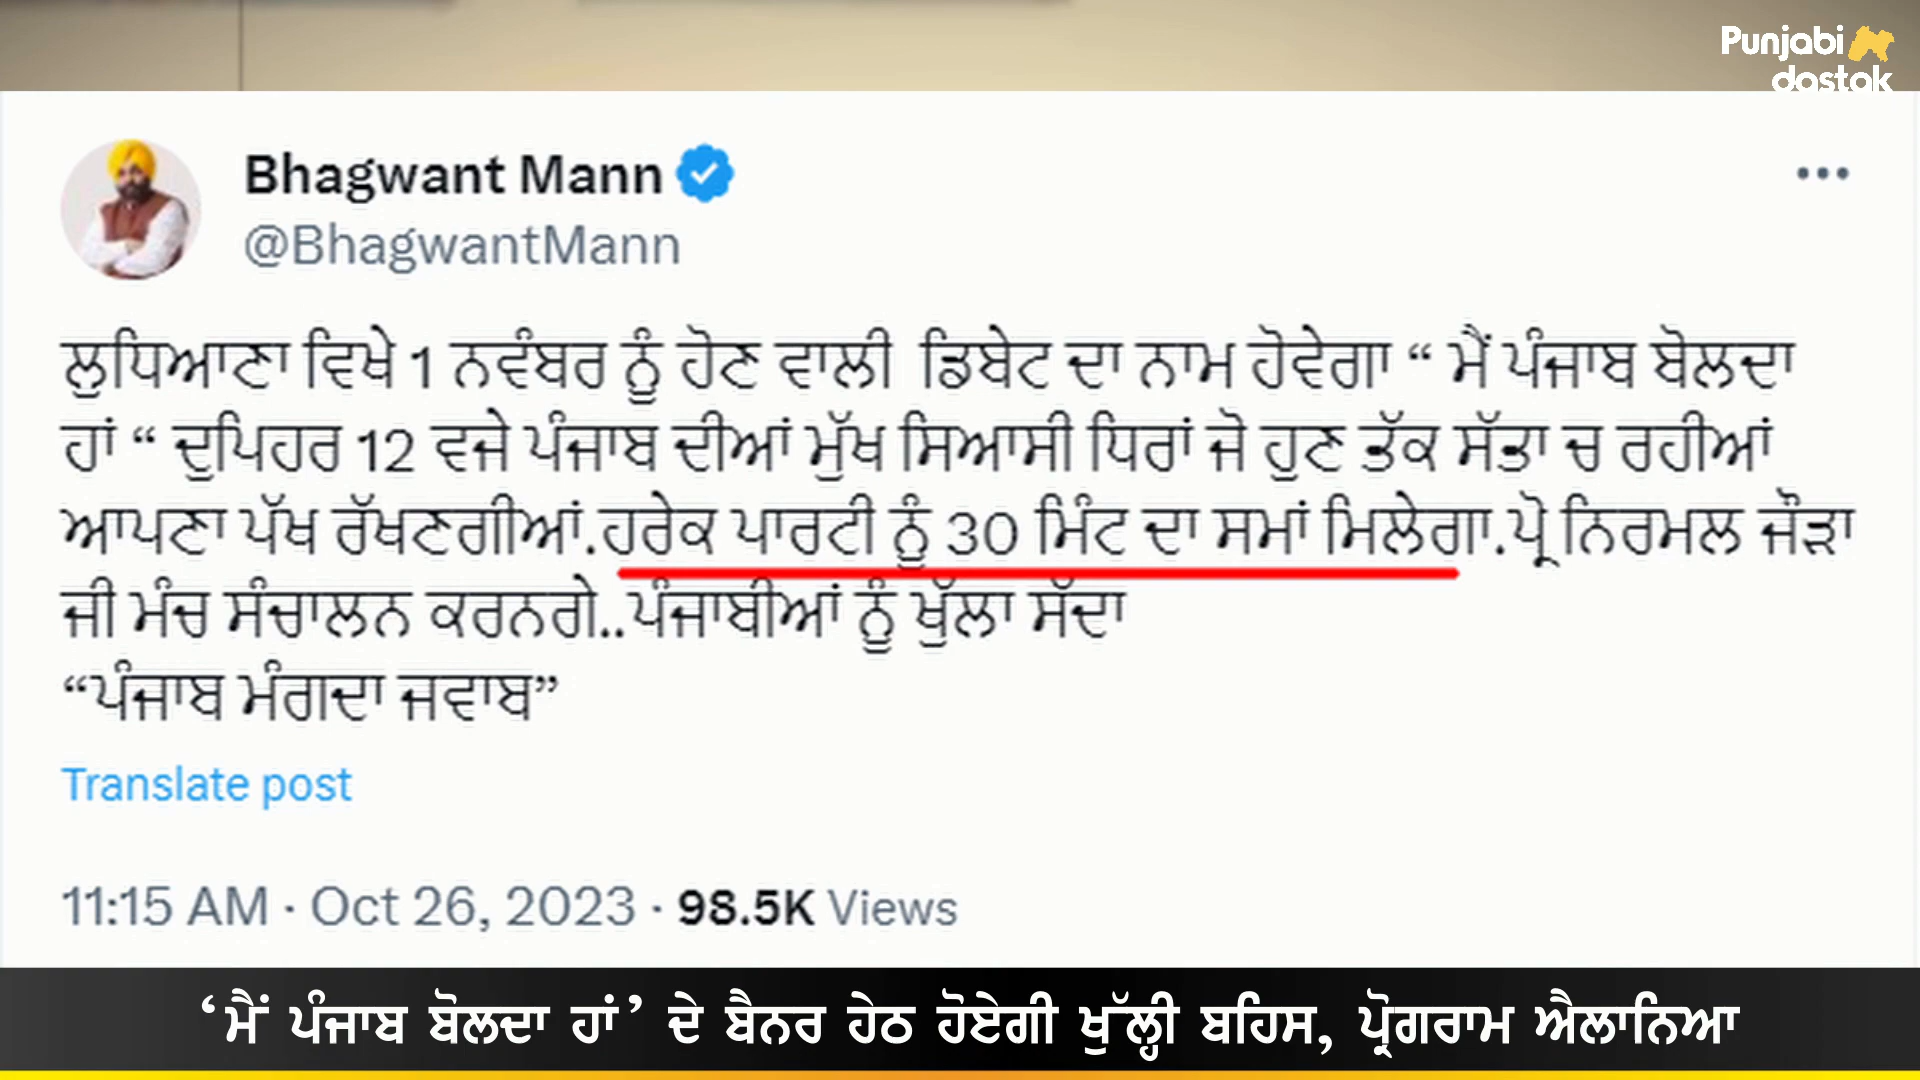 Punjabi
dastak
Bhagwant Mann
@BhagwantMann
ਲੁਧਿਆਣਾ ਵਿਖੇ 1 ਨਵੰਬਰ ਨੂੰ ਹੋਣ ਵਾਲੀ ਡਿਬੇਟ ਦਾ ਨਾਮ ਹੋਵੇਗਾ “ ਮੈਂ ਪੰਜਾਬ ਬੋਲਦਾ
ਹਾਂ “ ਦੁਪਿਹਰ 12 ਵਜੇ ਪੰਜਾਬ ਦੀਆਂ ਮੁੱਖ ਸਿਆਸੀ ਧਿਰਾਂ ਜੋ ਹੁਣ ਤੱਕ ਸੱਤਾ ਚ ਰਹੀਆਂ
ਆਪਣਾ ਪੱਖ ਰੱਖਣਗੀਆਂ.ਹਰੇਕ ਪਾਰਟੀ ਨੂੰ 30 ਮਿੰਟ ਦਾ ਸਮਾਂ ਮਿਲੇਗਾ.ਪ੍ਰੋ ਨਿਰਮਲ ਜੌੜਾ
ਜੀ ਮੰਚ ਸੰਚਾਲਨ ਕਰਨਗੇ..ਪੰਜਾਬੀਆਂ ਨੂੰ ਖੁੱਲਾ ਸੱਦਾ
“ਪੰਜਾਬ ਮੰਗਦਾ ਜਵਾਬ”
Translate post
11:15 AM · Oct 26, 2023 · 98.5K Views
‘ਮੈਂ ਪੰਜਾਬ ਬੋਲਦਾ ਹਾਂ’ ਦੇ ਬੈਨਰ ਹੇਠ ਹੋਏਗੀ ਖੁੱਲ੍ਹੀ ਬਹਿਸ, ਪ੍ਰੋਗਰਾਮ ਐਲਾਨਿਆ